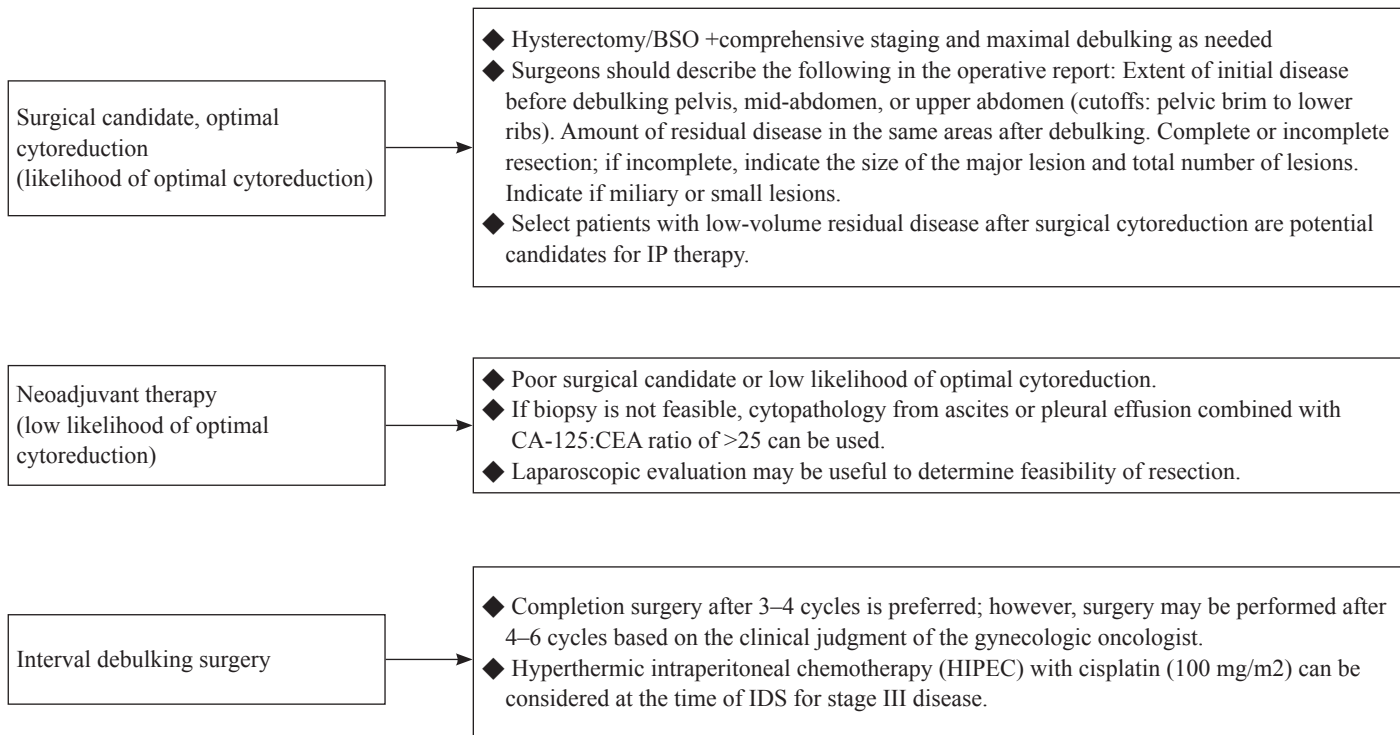 Surgical candidate, optimal
cytoreduction
(likelihood of optimal cytoreduction)
◆ Hysterectomy/BSO +comprehensive staging and maximal debulking as needed
◆ Surgeons should describe the following in the operative report: Extent of initial disease
before debulking pelvis, mid-abdomen, or upper abdomen (cutoffs: pelvic brim to lower
ribs). Amount of residual disease in the same areas after debulking. Complete or incomplete
resection; if incomplete, indicate the size of the major lesion and total number of lesions.
Indicate if miliary or small lesions.
◆ Select patients with low-volume residual disease after surgical cytoreduction are potential
candidates for IP therapy.
Neoadjuvant therapy
(low likelihood of optimal
cytoreduction)
◆ Poor surgical candidate or low likelihood of optimal cytoreduction.
◆ If biopsy is not feasible, cytopathology from ascites or pleural effusion combined with
CA-125:CEA ratio of >25 can be used.
◆ Laparoscopic evaluation may be useful to determine feasibility of resection.
Interval debulking surgery
◆ Completion surgery after 3–4 cycles is preferred; however, surgery may be performed after
4–6 cycles based on the clinical judgment of the gynecologic oncologist.
◆ Hyperthermic intraperitoneal chemotherapy (HIPEC) with cisplatin (100 mg/m2) can be
considered at the time of IDS for stage III disease.